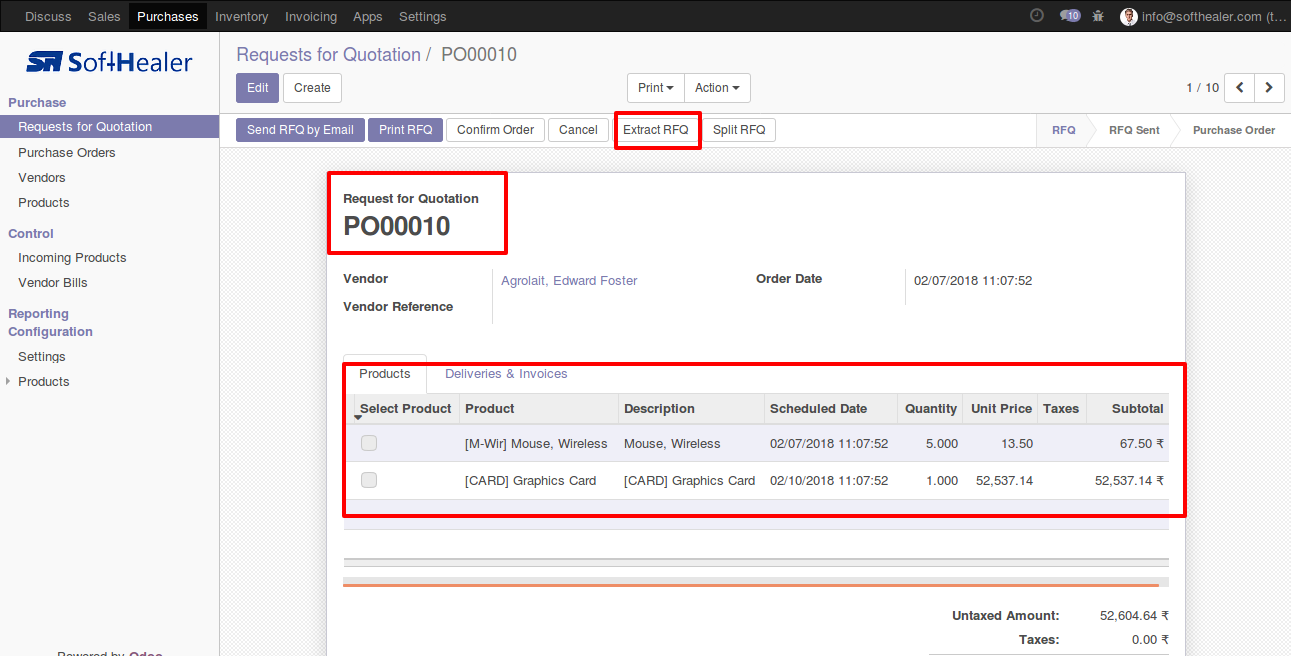 Discuss Sales Purchases Inventory Invoicing Apps Settings 10 info@softhealer.com (t...
SoftHealer
Purchase
Requests for Quotation
Purchase Orders
Vendors
Products
Control
Incoming Products
Vendor Bills
Reporting
Configuration
Settings
Products
Powered by Odoo
Requests for Quotation / PO00010
Edit Create Print Action 1 / 10
Send RFQ by Email Print RFQ Confirm Order Cancel Extract RFQ Split RFQ RFQ RFQ Sent Purchase Order
Request for Quotation
PO00010
Vendor Agrolait, Edward Foster Order Date 02/07/2018 11:07:52
Vendor Reference
Products Deliveries & Invoices
Select Product Product Description Scheduled Date Quantity Unit Price Taxes Subtotal
[M-Wir] Mouse, Wireless Mouse, Wireless 02/07/2018 11:07:52 5.000 13.50 67.50 ₹
[CARD] Graphics Card [CARD] Graphics Card 02/10/2018 11:07:52 1.000 52,537.14 52,537.14 ₹
Untaxed Amount: 52,604.64 ₹
Taxes: 0.00 ₹